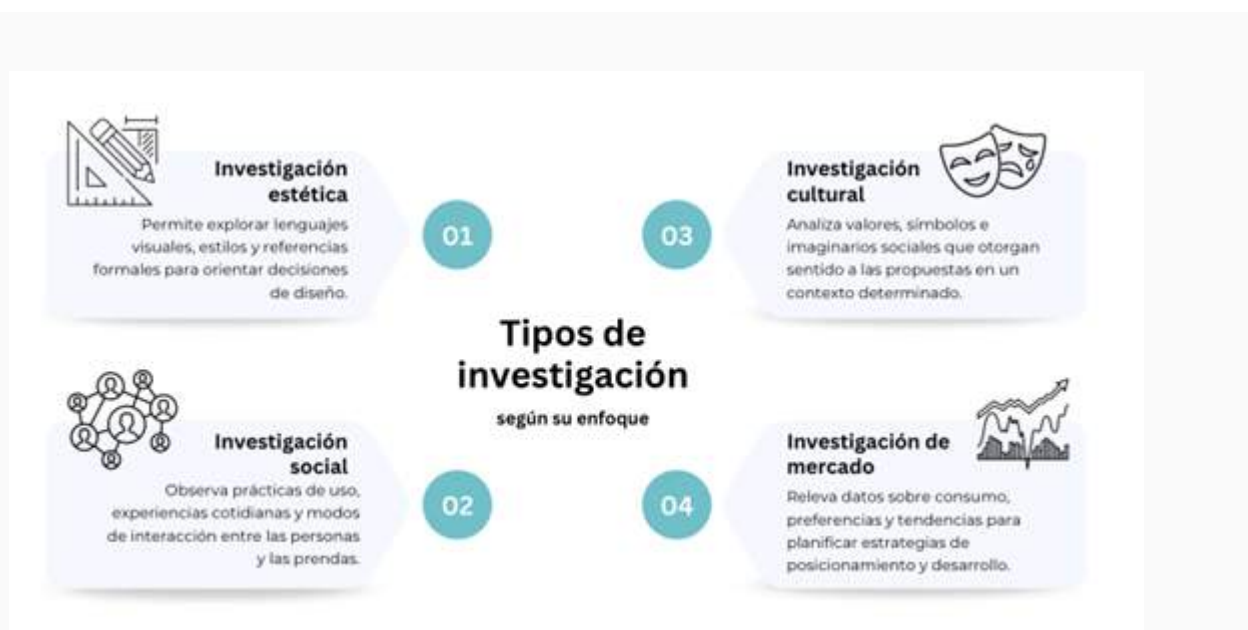 Investigación
estética
Permite explorar lenguajes
visuales, estilos y referencias
formales para orientar decisiones
de diseño.
01
Investigación
social
Observa prácticas de uso,
experiencias cotidianas y modos
de interacción entre las personas
y las prendas.
02
Tipos de
investigación
según su enfoque
03
Investigación
cultural
Analiza valores, símbolos e
imaginarios sociales que otorgan
sentido a las propuestas en un
contexto determinado.
04
Investigación de
mercado
Releva datos sobre consumo,
preferencias y tendencias para
planificar estrategias de
posicionamiento y desarrollo.